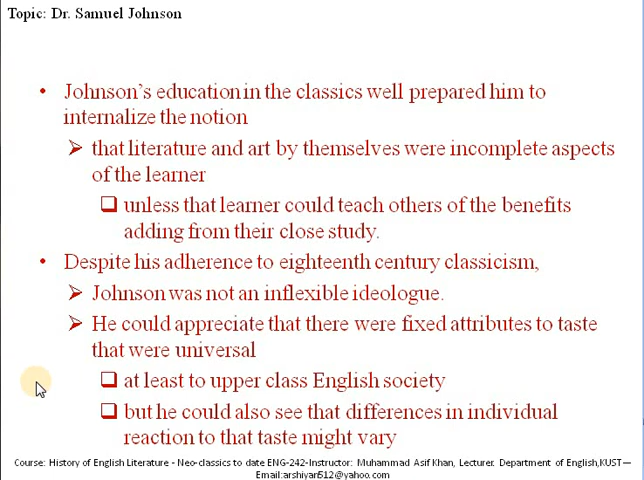 Topic: Dr. Samuel Johnson
• Johnson's education in the classics well prepared him to
internalize the notion
➢ that literature and art by themselves were incomplete aspects
of the learner
❑ unless that learner could teach others of the benefits
adding from their close study.
• Despite his adherence to eighteenth century classicism,
➢ Johnson was not an inflexible ideologue.
➢ He could appreciate that there were fixed attributes to taste
that were universal
❑ at least to upper class English society
❑ but he could also see that differences in individual
reaction to that taste might vary
Course: History of English Literature - Neo-classics to date ENG-242-Instructor: Muhammad Asif Khan, Lecturer. Department of English,KUST—
Email:arshiyan512@yahoo.com